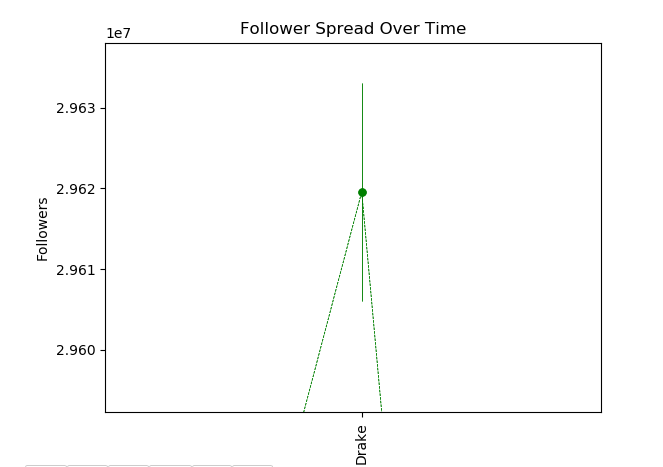 Follower Spread Over Time
1e7
2.963
2.962
2.961
2.960
Followers
Drake